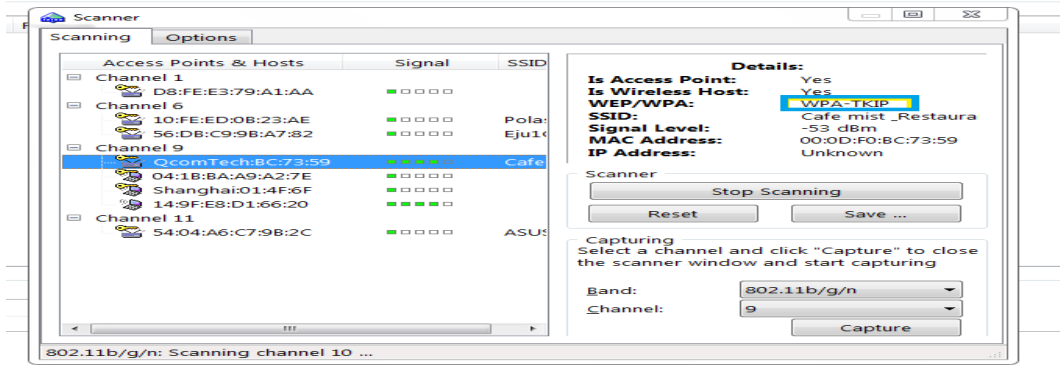 Scanner
Scanning Options
Access Points & Hosts Signal SSID
Channel 1
D8:FE:E3:79:A1:AA
Channel 6
10:FE:ED:0B:23:AE Pola:
56:DB:C9:9B:A7:82 Eju1
Channel 9
QcomTech:BC:73:59 Cafe
04:1B:BA:A9:A2:7E
Shanghai:01:4F:6F
14:9F:E8:D1:66:20
Channel 11
54:04:A6:C7:9B:2C ASUS
802.11b/g/n: Scanning channel 10 ...
Details:
Is Access Point: Yes
Is Wireless Host: Yes
WEP/WPA: WPA-TKIP
SSID: Cafe mist _Restaura
Signal Level: -53 dBm
MAC Address: 00:0D:F0:BC:73:59
IP Address: Unknown
Scanner
Stop Scanning
Reset Save ...
Capturing
Select a channel and click "Capture" to close
the scanner window and start capturing
Band: 802.11b/g/n
Channel: 9
Capture